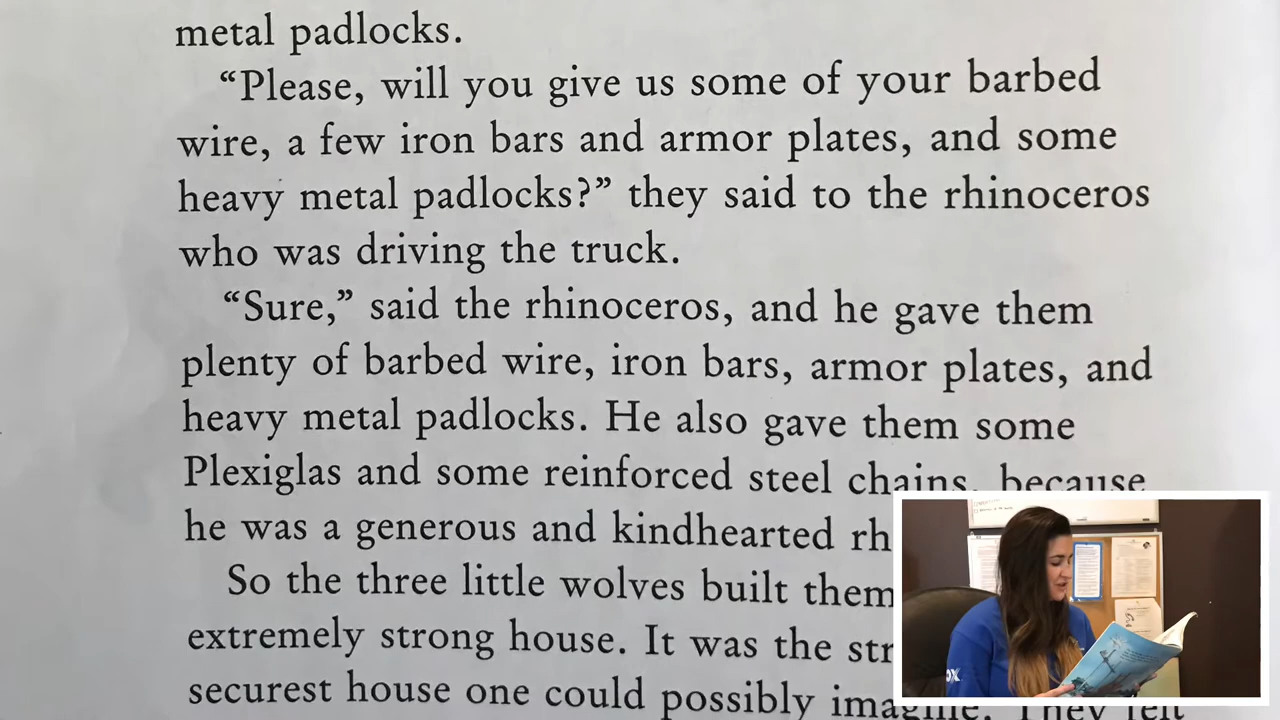 metal padlocks.
“Please, will you give us some of your barbed
wire, a few iron bars and armor plates, and some
heavy metal padlocks?” they said to the rhinoceros
who was driving the truck.
“Sure,” said the rhinoceros, and he gave them
plenty of barbed wire, iron bars, armor plates, and
heavy metal padlocks. He also gave them some
Plexiglas and some reinforced steel chains, because
he was a generous and kindhearted rh
So the three little wolves built them
extremely strong house. It was the str
securest house one could possibly imagine. They felt